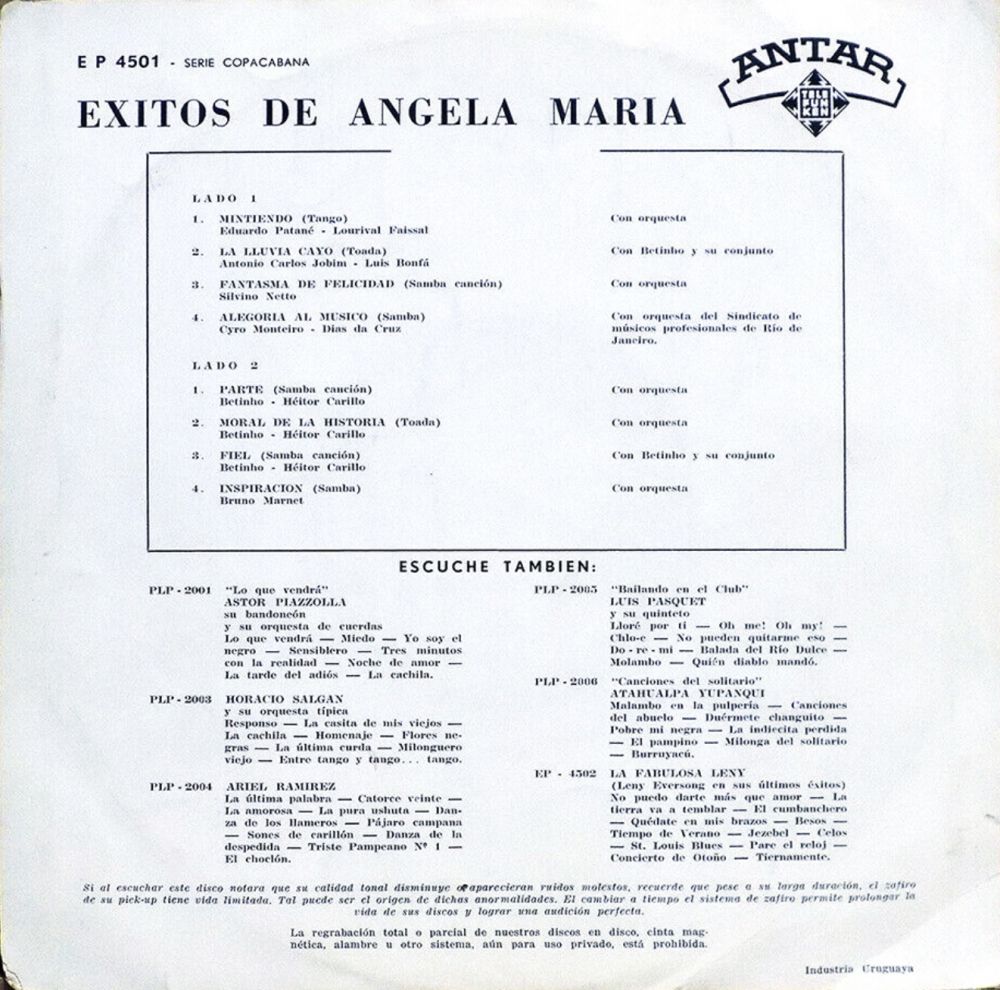 E P 4501 - SERIE COPACABANA
ANTAR
TELEFUNKEN
EXITOS DE ANGELA MARIA
LADO 1
1. MINTIENDO (Tango) Con orquesta
Eduardo Patané - Lourival Faissal
2. LA LLUVIA CAYO (Toada) Con Betinho y su conjunto
Antonio Carlos Jobim - Luis Bonfá
3. FANTASMA DE FELICIDAD (Samba canción) Con orquesta
Silvino Netto
4. ALEGORIA AL MUSICO (Samba) Con orquesta del Sindicato de
Cyro Monteiro - Dias da Cruz músicos profesionales de Río de
Janeiro.
LADO 2
1. PARTE (Samba canción) Con orquesta
Betinho - Héitor Carillo
2. MORAL DE LA HISTORIA (Toada) Con orquesta
Betinho - Héitor Carillo
3. FIEL (Samba canción) Con Betinho y su conjunto
Betinho - Héitor Carillo
4. INSPIRACION (Samba) Con orquesta
Bruno Marnet
ESCUCHE TAMBIEN:
PLP - 2001 "Lo que vendrá"
ASTOR PIAZZOLLA
su bandoneón
y su orquesta de cuerdas
Lo que vendrá — Miedo — Yo soy el
negro — Sensiblero — Tres minutos
con la realidad — Noche de amor —
La tarde del adiós — La cachila.
PLP - 2003 HORACIO SALGAN
y su orquesta típica
Responso — La casita de mis viejos —
La cachila — Homenaje — Flores ne-
gras — La última curda — Milonguero
viejo — Entre tango y tango... tango.
PLP - 2004 ARIEL RAMIREZ
La última palabra — Catorce veinte —
La amorosa — La pura ushuta — Dan-
za de los llameros — Pájaro campana
— Sones de carillón — Danza de la
despedida — Triste Pampeano Nº 1 —
El choclón.
PLP - 2005 "Bailando en el Club"
LUIS PASQUET
y su quinteto
Lloré por ti — Oh me! Oh my! —
Chlo-e — No pueden quitarme eso —
Do - re - mi — Balada del Río Dulce —
Molambo — Quién diablo mandó.
PLP - 2006 "Canciones del solitario"
ATAHUALPA YUPANQUI
Malambo en la pulpería — Canciones
del abuelo — Duérmete changuito —
Pobre mi negra — La indiecita perdida
— El pampino — Milonga del solitario
— Burruyacú.
EP - 4502 LA FABULOSA LENY
(Leny Eversong en sus últimos éxitos)
No puedo darte más que amor — La
tierra va a temblar — El cumbanchero
— Quédate en mis brazos — Besos —
Tiempo de Verano — Jezebel — Celos
— St. Louis Blues — Pare el reloj —
Concierto de Otoño — Tiernamente.
Si al escuchar este disco notara que su calidad tonal disminuye o aparecieran ruidos molestos, recuerde que pese a su larga duración, el zafiro
de su pick-up tiene vida limitada. Tal puede ser el origen de dichas anormalidades. El cambiar a tiempo el sistema de zafiro permite prolongar la
vida de sus discos y lograr una audición perfecta.
La regrabación total o parcial de nuestros discos en disco, cinta mag-
nética, alambre u otro sistema, aún para uso privado, está prohibida.
Industria Uruguaya